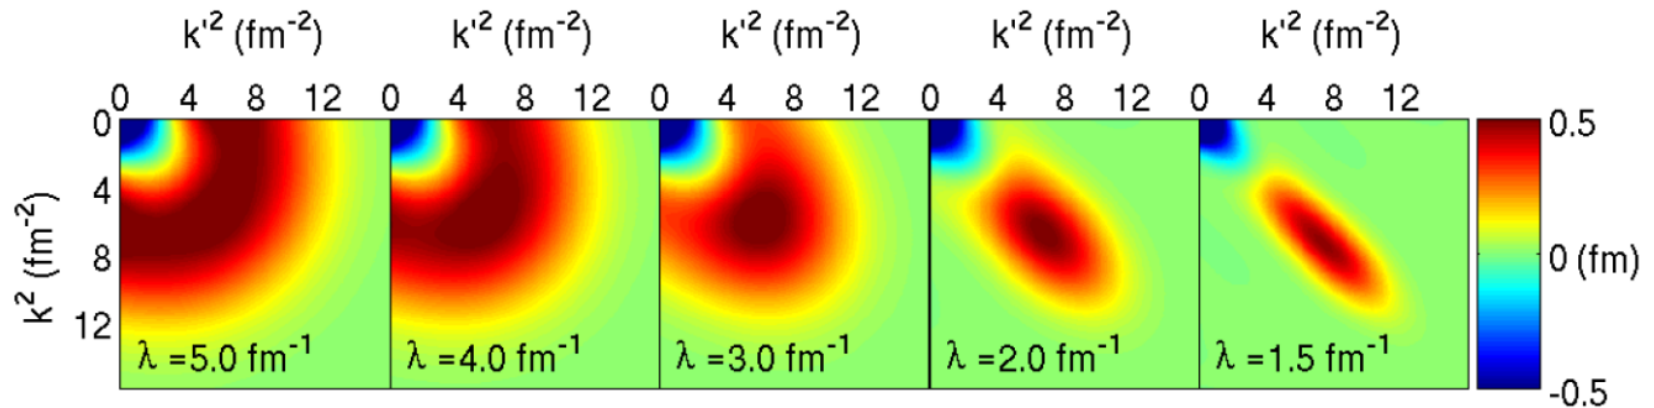 k'² (fm⁻²) k'² (fm⁻²) k'² (fm⁻²) k'² (fm⁻²) k'² (fm⁻²)
0 4 8 12 0 4 8 12 0 4 8 12 0 4 8 12 0 4 8 12
k² (fm⁻²)
0
4
8
12
λ =5.0 fm⁻¹ λ =4.0 fm⁻¹ λ =3.0 fm⁻¹ λ =2.0 fm⁻¹ λ =1.5 fm⁻¹
0.5
0 (fm)
-0.5